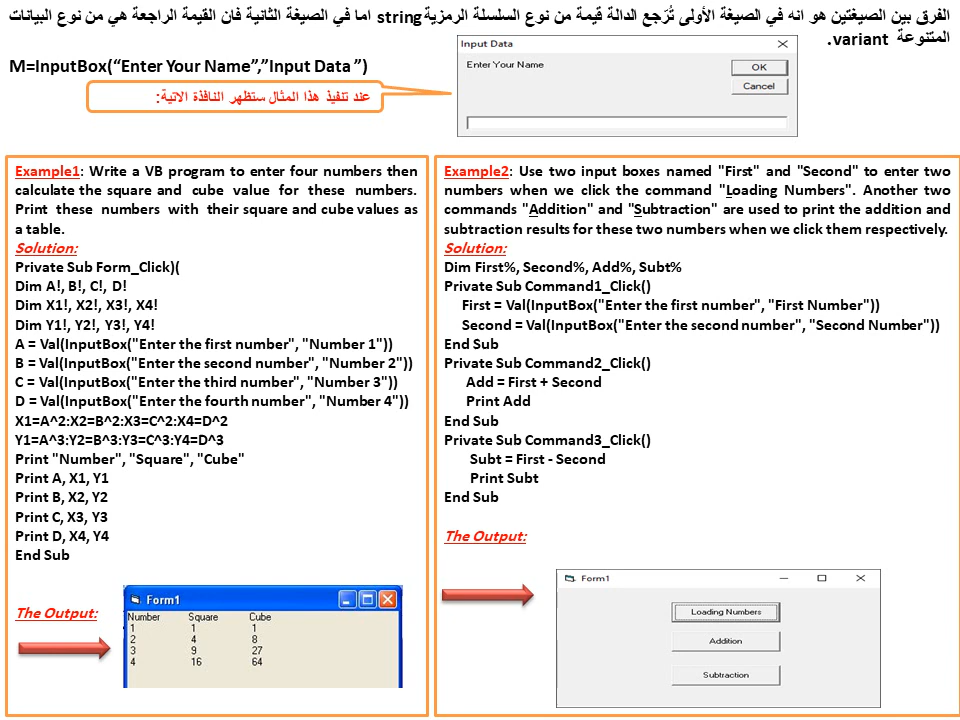 الفرق بين الصيغتين هو انه في الصيغة الأولى تُرَجع الدالة قيمة من نوع السلسلة الرمزية string اما في الصيغة الثانية فان القيمة الراجعة هي من نوع البيانات
المتنوعة variant.
M=InputBox(“Enter Your Name”,”Input Data ”)
عند تنفيذ هذا المثال ستظهر النافذة الاتية:
Input Data
Enter Your Name
OK
Cancel
Example1: Write a VB program to enter four numbers then
calculate the square and cube value for these numbers.
Print these numbers with their square and cube values as
a table.
Solution:
Private Sub Form_Click)(
Dim A!, B!, C!, D!
Dim X1!, X2!, X3!, X4!
Dim Y1!, Y2!, Y3!, Y4!
A = Val(InputBox("Enter the first number", "Number 1"))
B = Val(InputBox("Enter the second number", "Number 2"))
C = Val(InputBox("Enter the third number", "Number 3"))
D = Val(InputBox("Enter the fourth number", "Number 4"))
X1=A^2:X2=B^2:X3=C^2:X4=D^2
Y1=A^3:Y2=B^3:Y3=C^3:Y4=D^3
Print "Number", "Square", "Cube"
Print A, X1, Y1
Print B, X2, Y2
Print C, X3, Y3
Print D, X4, Y4
End Sub
The Output:
Form1
Number Square Cube
1 1 1
2 4 8
3 9 27
4 16 64
Example2: Use two input boxes named "First" and "Second" to enter two
numbers when we click the command "Loading Numbers". Another two
commands "Addition" and "Subtraction" are used to print the addition and
subtraction results for these two numbers when we click them respectively.
Solution:
Dim First%, Second%, Add%, Subt%
Private Sub Command1_Click()
First = Val(InputBox("Enter the first number", "First Number"))
Second = Val(InputBox("Enter the second number", "Second Number"))
End Sub
Private Sub Command2_Click()
Add = First + Second
Print Add
End Sub
Private Sub Command3_Click()
Subt = First - Second
Print Subt
End Sub
The Output:
Form1
Loading Numbers
Addition
Subtraction